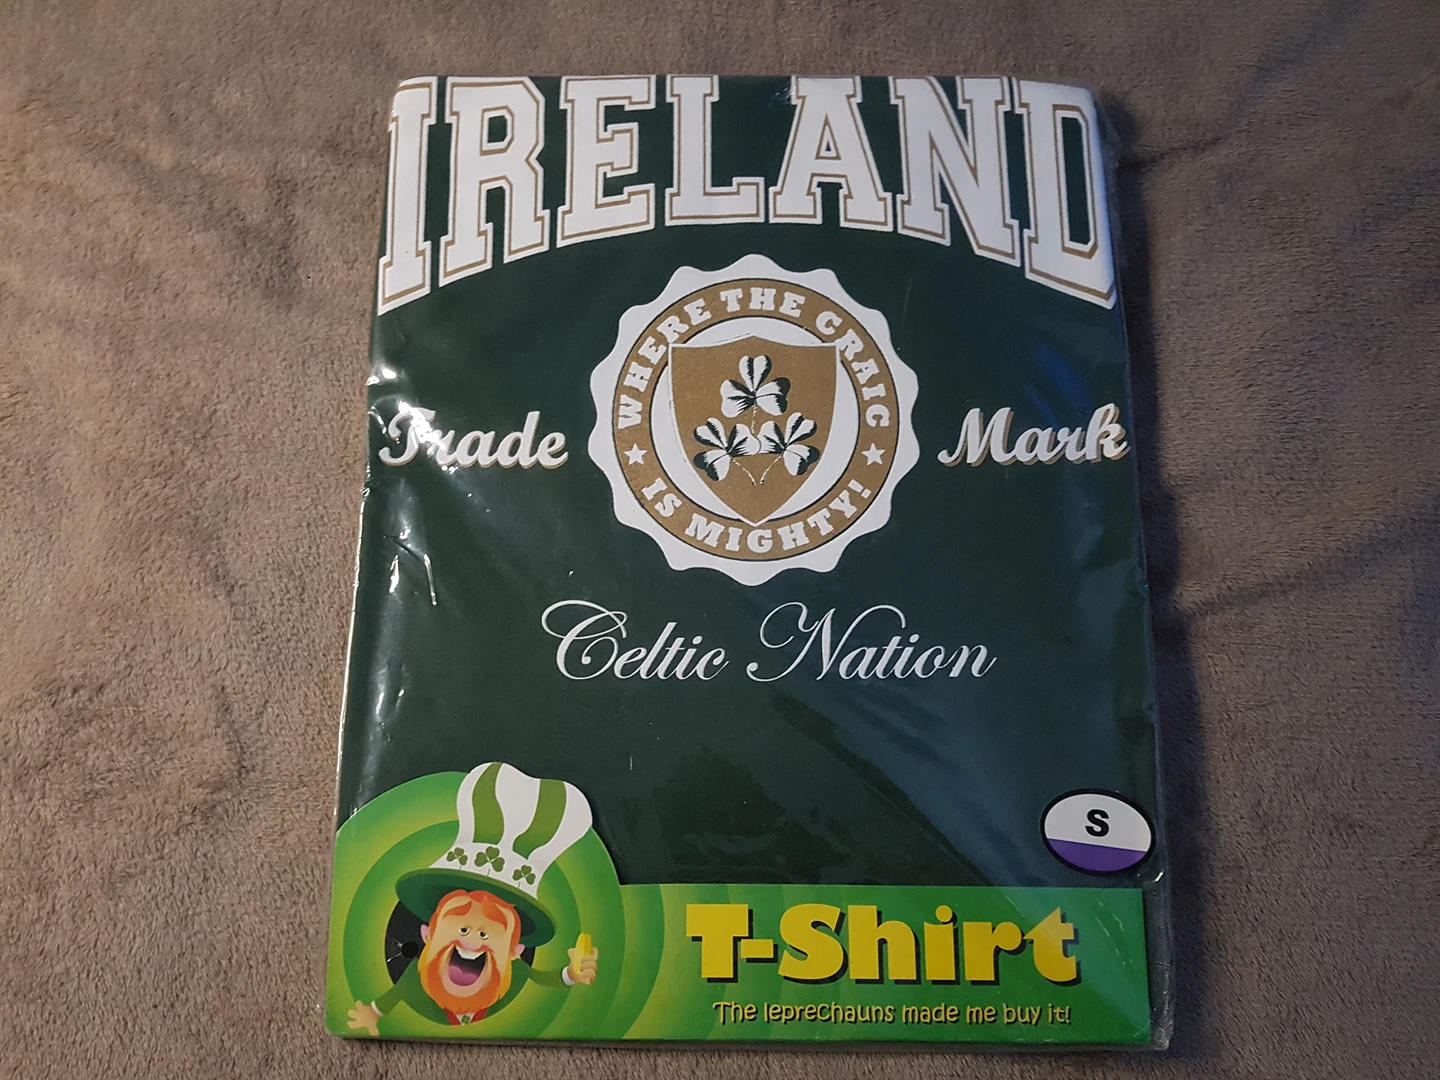 IRELAND
WHERE THE CRAIC
Trade Mark
IS MIGHTY!
Celtic Nation
S
T-Shirt
The leprechauns made me buy it!